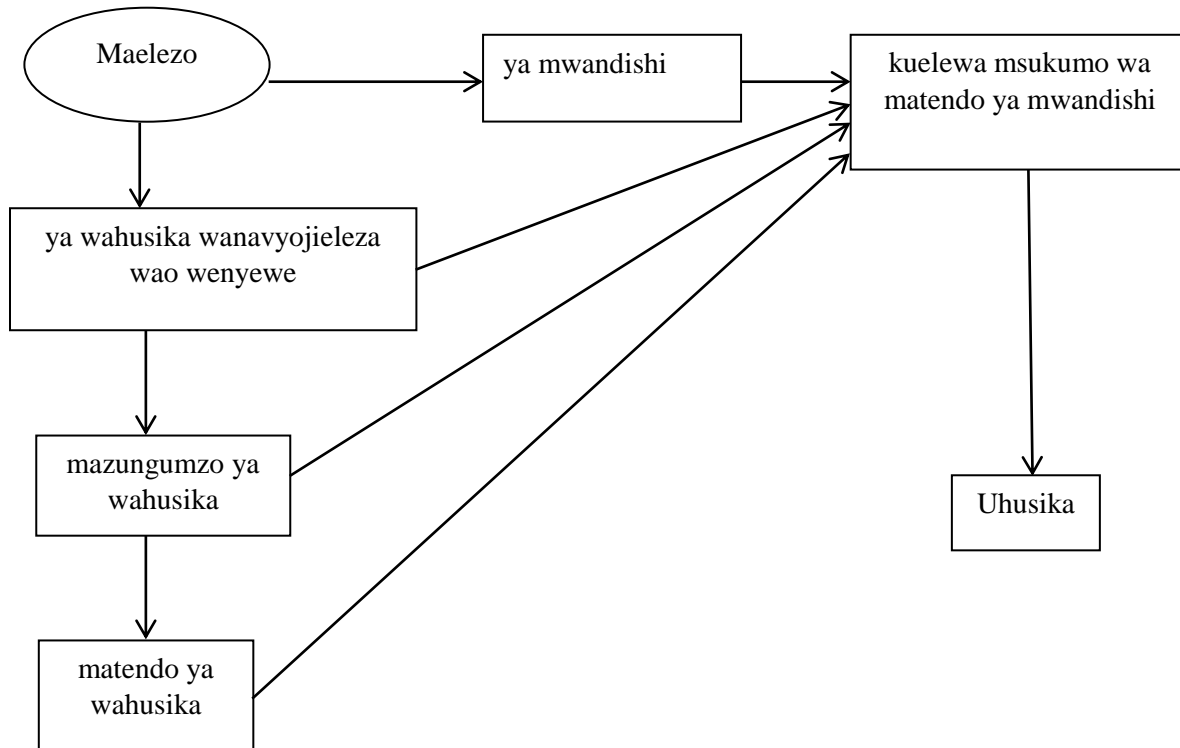 Maelezo
ya mwandishi
kuelewa msukumo wa
matendo ya mwandishi
ya wahusika wanavyojieleza
wao wenyewe
mazungumzo ya
wahusika
Uhusika
matendo ya
wahusika